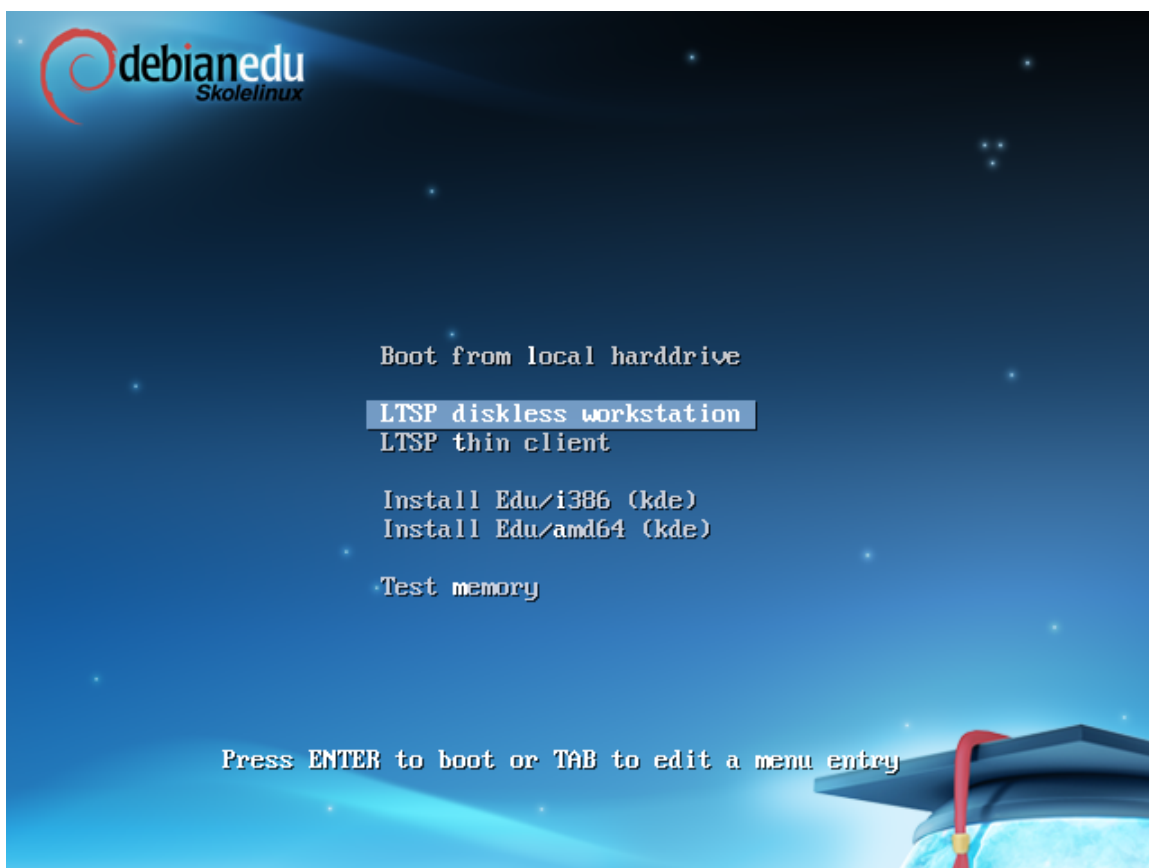 debianedu
Skolelinux
Boot from local harddrive
LTSP diskless workstation
LTSP thin client
Install Edu/i386 (kde)
Install Edu/amd64 (kde)
Test memory
Press ENTER to boot or TAB to edit a menu entry